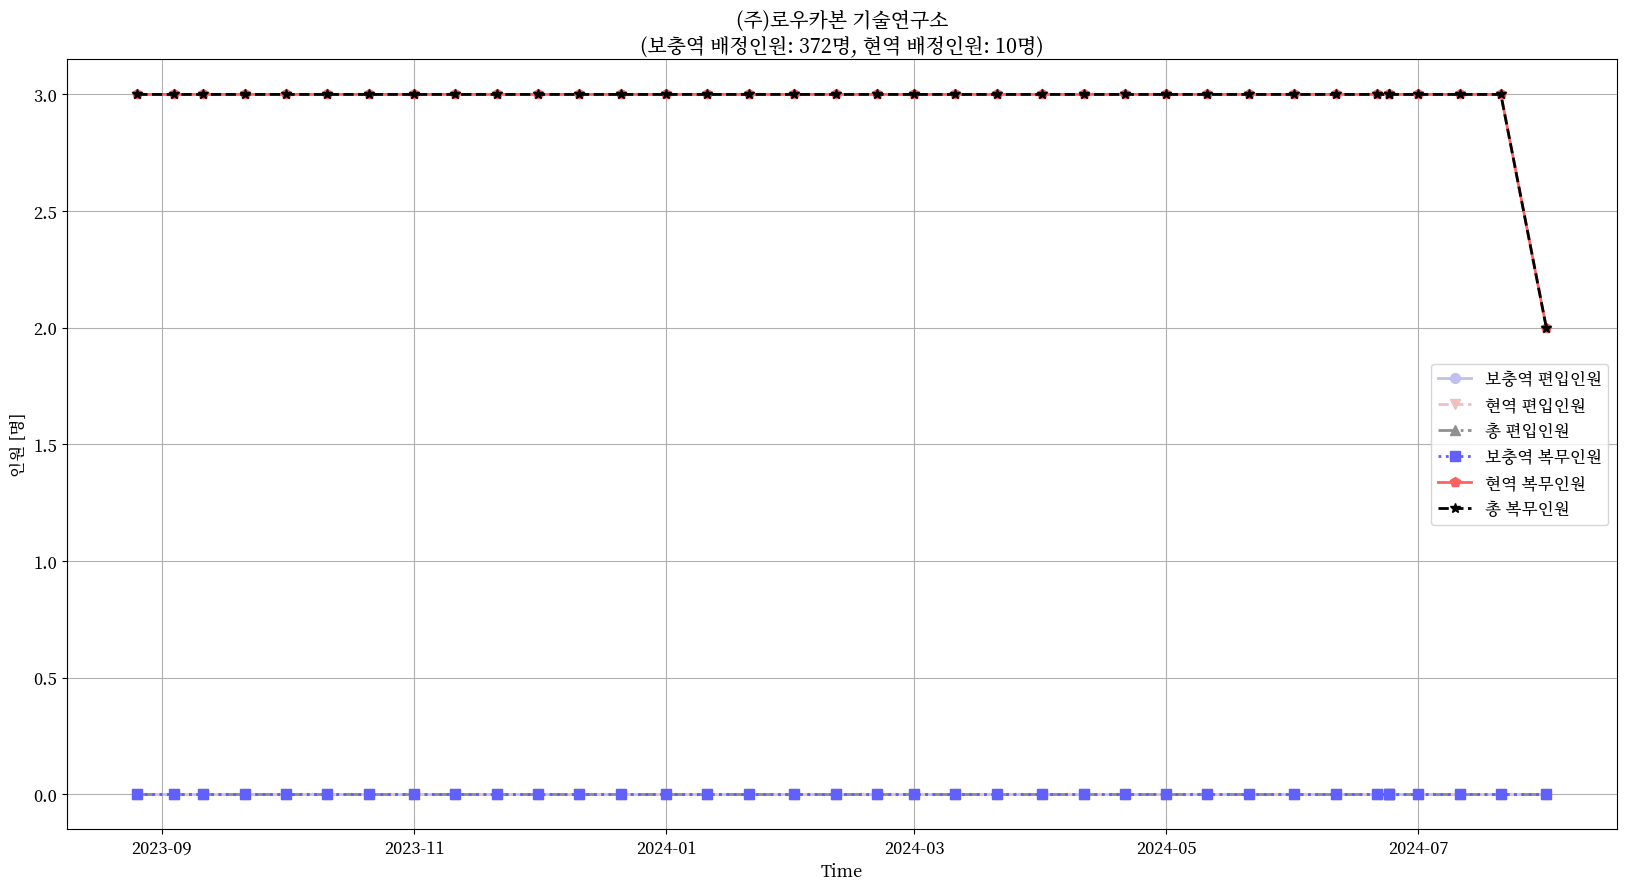 (주)로우카본 기술연구소
(보충역 배정인원: 372명, 현역 배정인원: 10명)
3.0
2.5
2.0
1.5
1.0
0.5
0.0
인원 [명]
보충역 편입인원
현역 편입인원
총 편입인원
보충역 복무인원
현역 복무인원
총 복무인원
2023-09
2023-11
2024-01
2024-03
2024-05
2024-07
Time